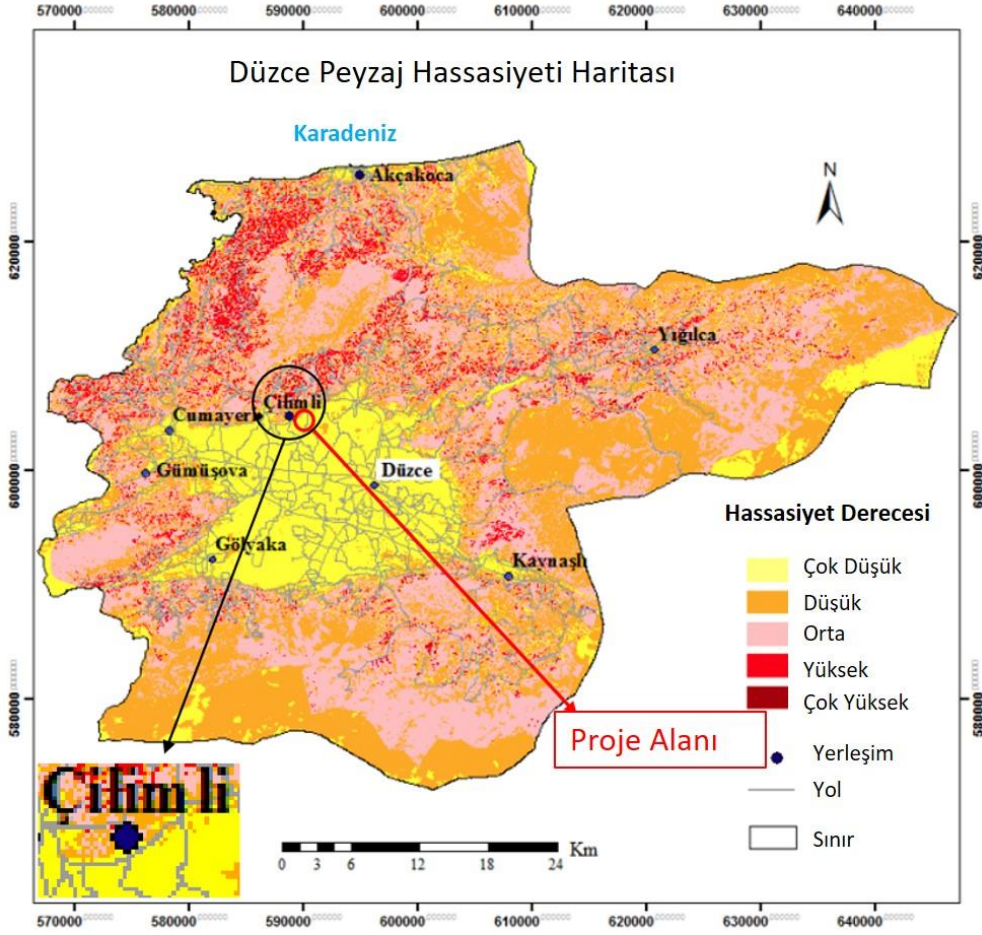 570000 580000 590000 600000 610000 620000 630000 640000
Düzce Peyzaj Hassasiyeti Haritası
Karadeniz
N
Akçakoca
620000 620000
Yığılca
Çilimli
Cumayeri
Gümüşova
Düzce
600000 600000
Gölyaka
Kaynaşlı
Hassasiyet Derecesi
Çok Düşük
Düşük
Orta
Yüksek
Çok Yüksek
580000 580000
Proje Alanı
Yerleşim
Yol
Sınır
Çilimli
0 3 6 12 18 24 Km
570000 580000 590000 600000 610000 620000 630000 640000